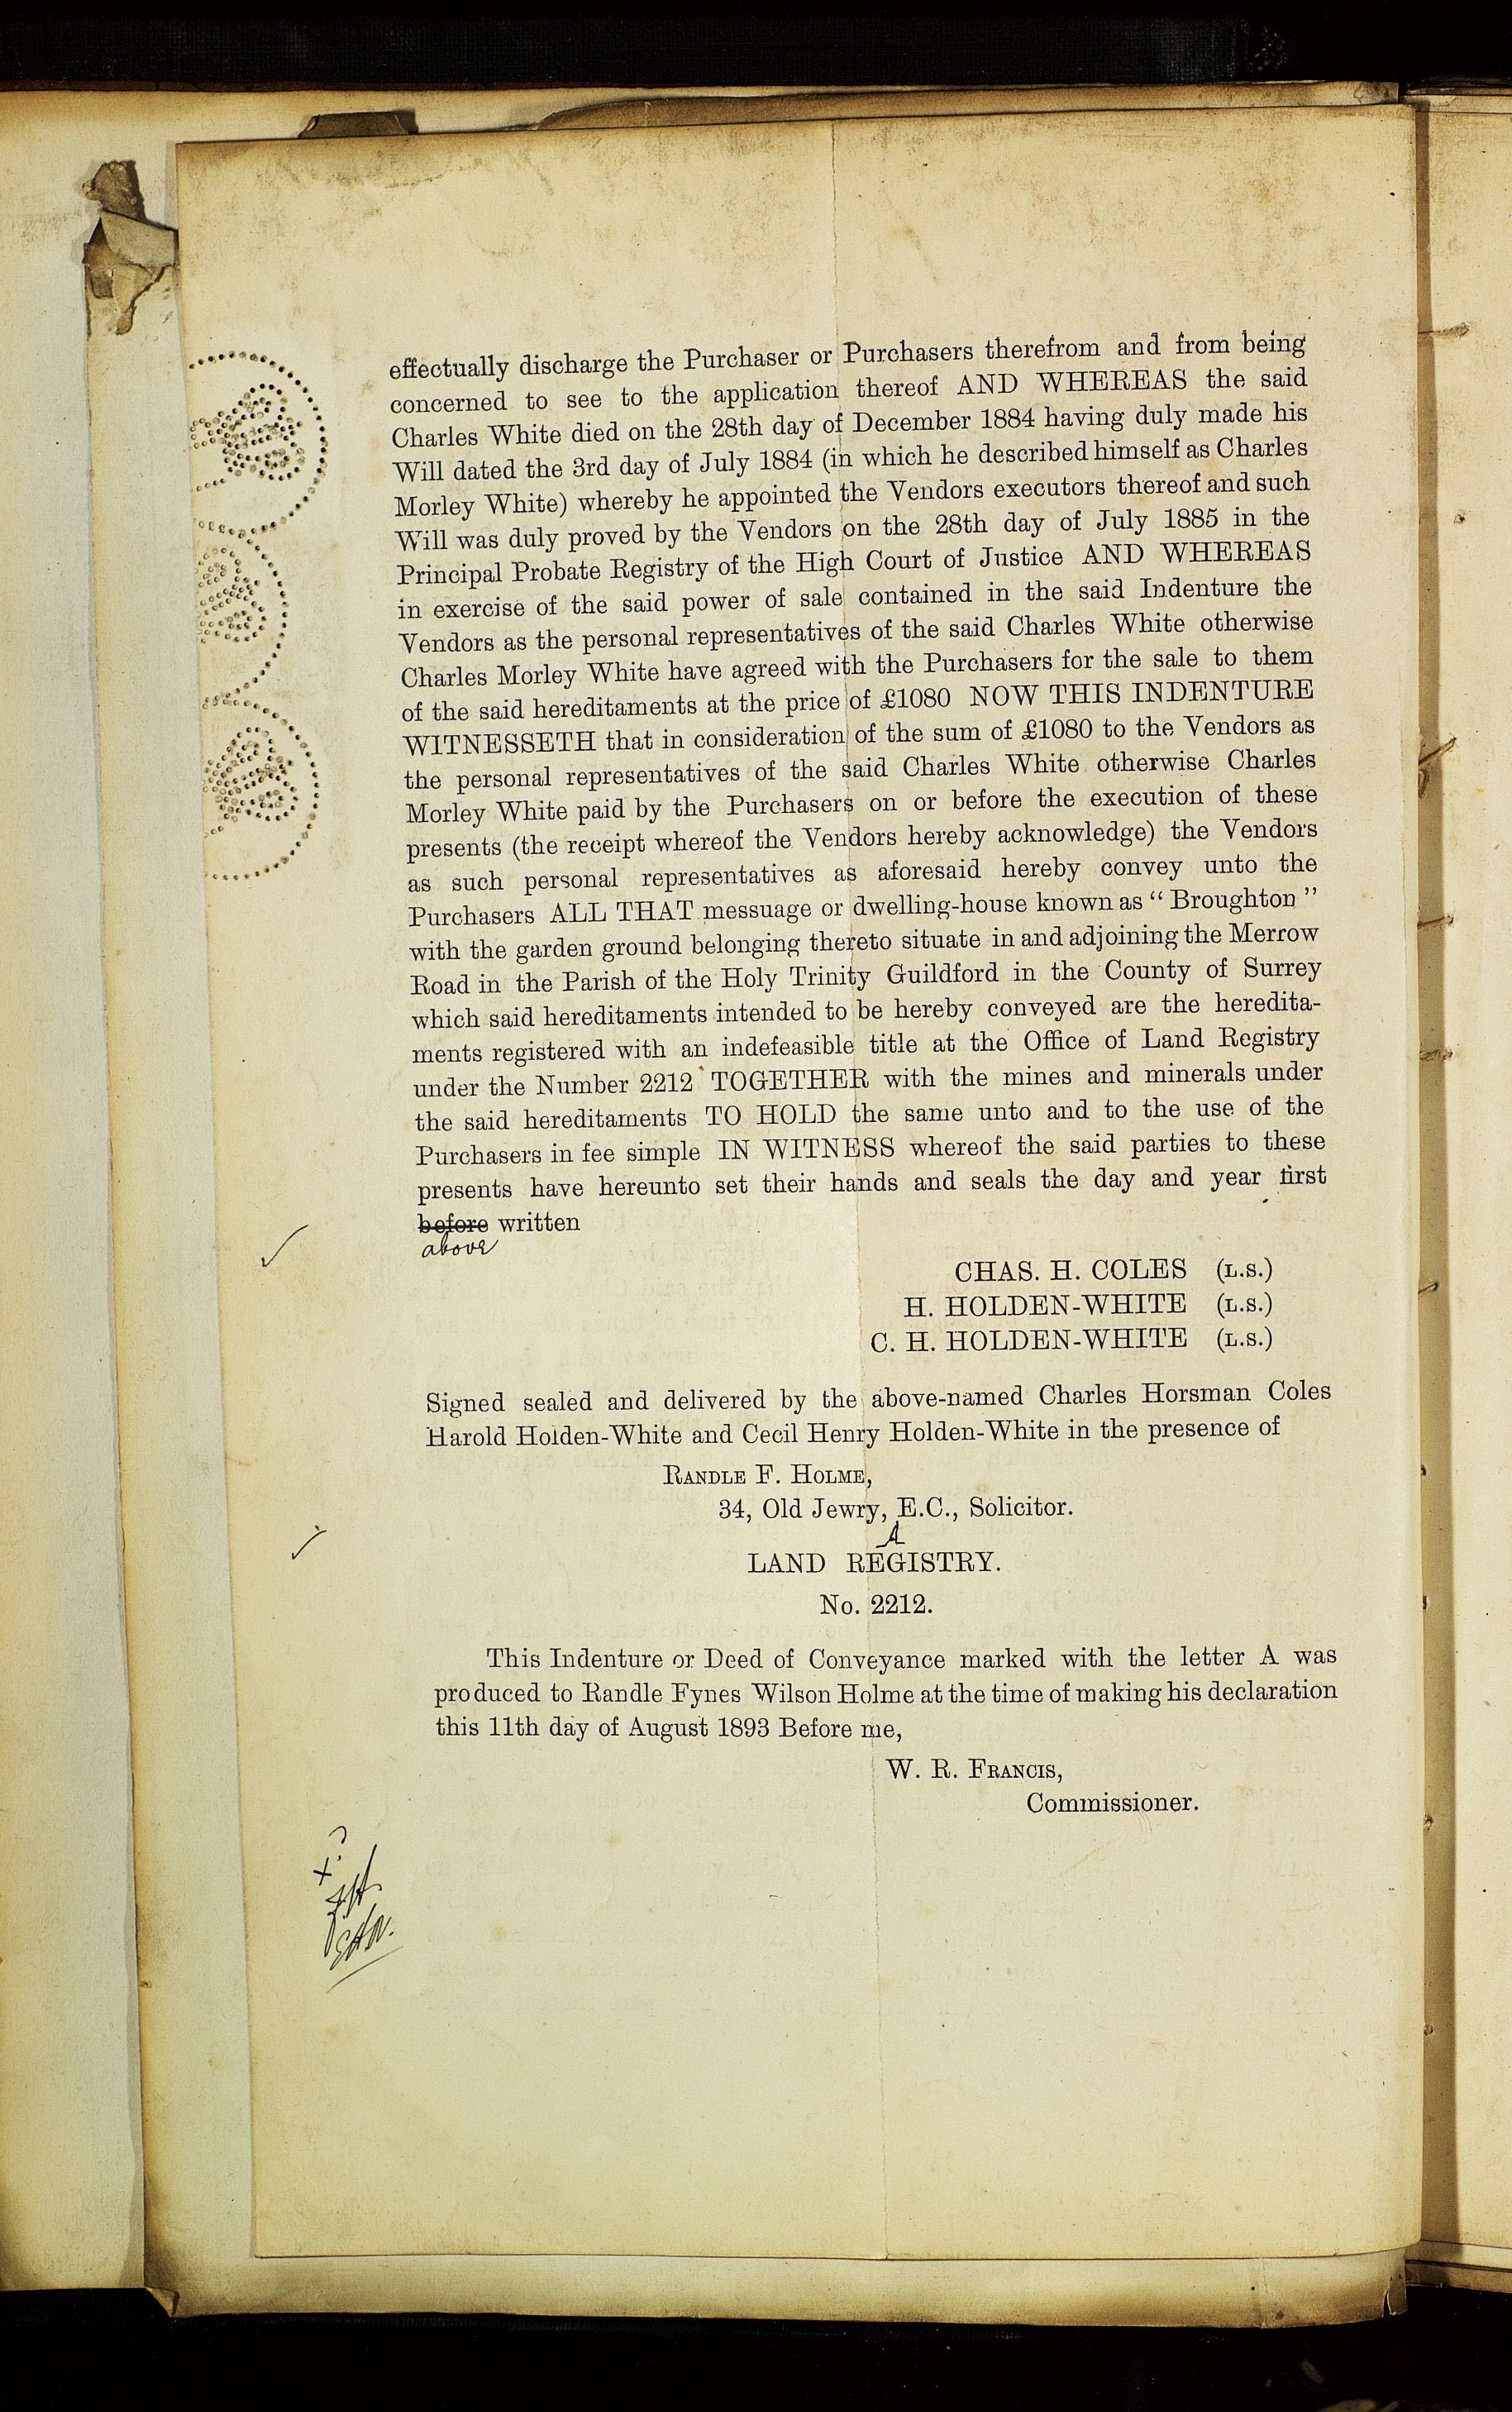 effectually discharge the Purchaser or Purchasers therefrom and from being
concerned to see to the application thereof AND WHEREAS the said
Charles White died on the 28th day of December 1884 having duly made his
Will dated the 3rd day of July 1884 (in which he described himself as Charles
Morley White) whereby he appointed the Vendors executors thereof and such
Will was duly proved by the Vendors on the 28th day of July 1885 in the
Principal Probate Registry of the High Court of Justice AND WHEREAS
in exercise of the said power of sale contained in the said Indenture the
Vendors as the personal representatives of the said Charles White otherwise
Charles Morley White have agreed with the Purchasers for the sale to them
of the said hereditaments at the price of £1080 NOW THIS INDENTURE
WITNESSETH that in consideration of the sum of £1080 to the Vendors as
the personal representatives of the said Charles White otherwise Charles
Morley White paid by the Purchasers on or before the execution of these
presents (the receipt whereof the Vendors hereby acknowledge) the Vendors
as such personal representatives as aforesaid hereby convey unto the
Purchasers ALL THAT messuage or dwelling-house known as “ Broughton ”
with the garden ground belonging thereto situate in and adjoining the Merrow
Road in the Parish of the Holy Trinity Guildford in the County of Surrey
which said hereditaments intended to be hereby conveyed are the heredita-
ments registered with an indefeasible title at the Office of Land Registry
under the Number 2212 TOGETHER with the mines and minerals under
the said hereditaments TO HOLD the same unto and to the use of the
Purchasers in fee simple IN WITNESS whereof the said parties to these
presents have hereunto set their hands and seals the day and year first
before written
above
CHAS. H. COLES (L.S.)
H. HOLDEN-WHITE (L.S.)
C. H. HOLDEN-WHITE (L.S.)
Signed sealed and delivered by the above-named Charles Horsman Coles
Harold Holden-White and Cecil Henry Holden-White in the presence of
RANDLE F. HOLME,
34, Old Jewry, E.C., Solicitor.
A
LAND REGISTRY.
No. 2212.
This Indenture or Deed of Conveyance marked with the letter A was
produced to Randle Fynes Wilson Holme at the time of making his declaration
this 11th day of August 1893 Before me,
W. R. FRANCIS,
Commissioner.